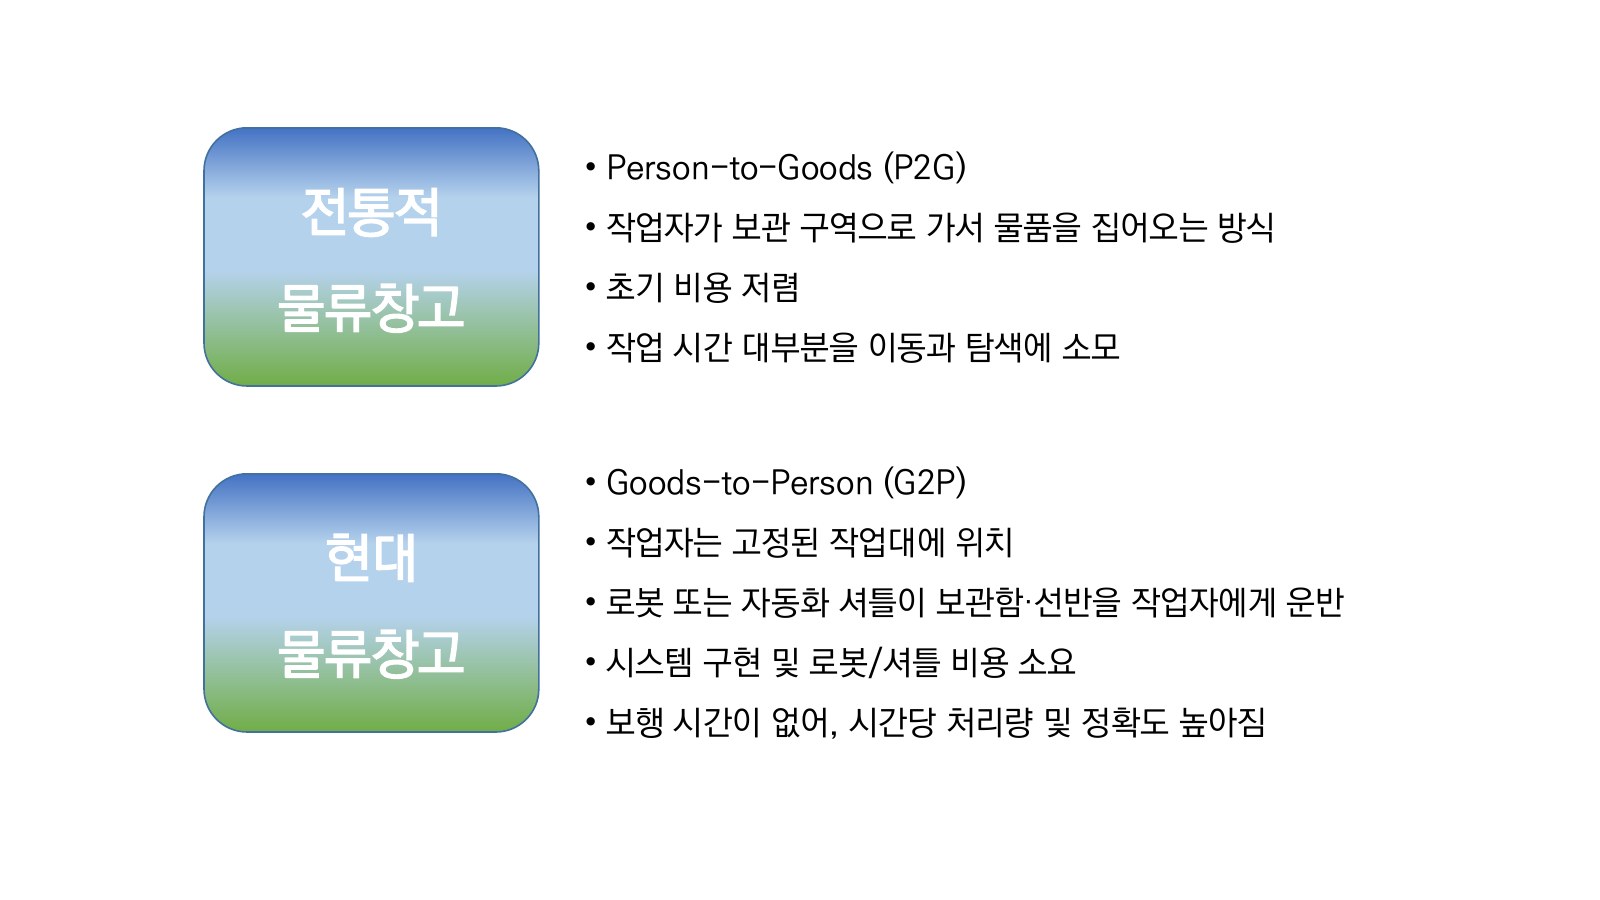 전통적
물류창고
• Person-to-Goods (P2G)
• 작업자가 보관 구역으로 가서 물품을 집어오는 방식
• 초기 비용 저렴
• 작업 시간 대부분을 이동과 탐색에 소모
현대
물류창고
• Goods-to-Person (G2P)
• 작업자는 고정된 작업대에 위치
• 로봇 또는 자동화 셔틀이 보관함·선반을 작업자에게 운반
• 시스템 구현 및 로봇/셔틀 비용 소요
• 보행 시간이 없어, 시간당 처리량 및 정확도 높아짐